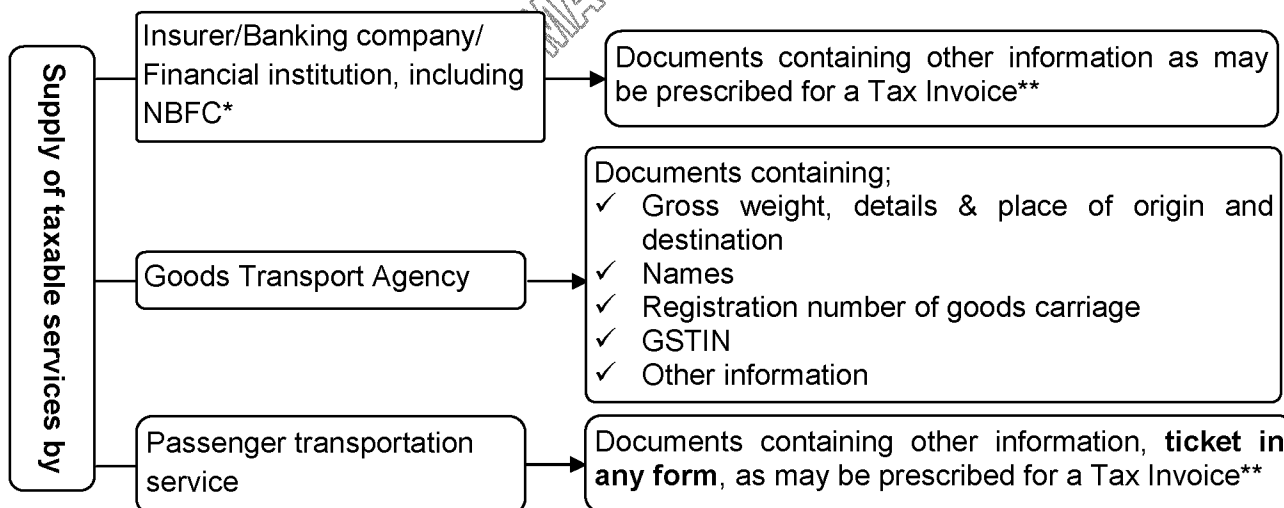 Supply of taxable services by
Insurer/Banking company/
Financial institution, including
NBFC*
Documents containing other information as may
be prescribed for a Tax Invoice**
Goods Transport Agency
Documents containing;
✓ Gross weight, details & place of origin and
destination
✓ Names
✓ Registration number of goods carriage
✓ GSTIN
✓ Other information
Passenger transportation
service
Documents containing other information, ticket in
any form, as may be prescribed for a Tax Invoice**